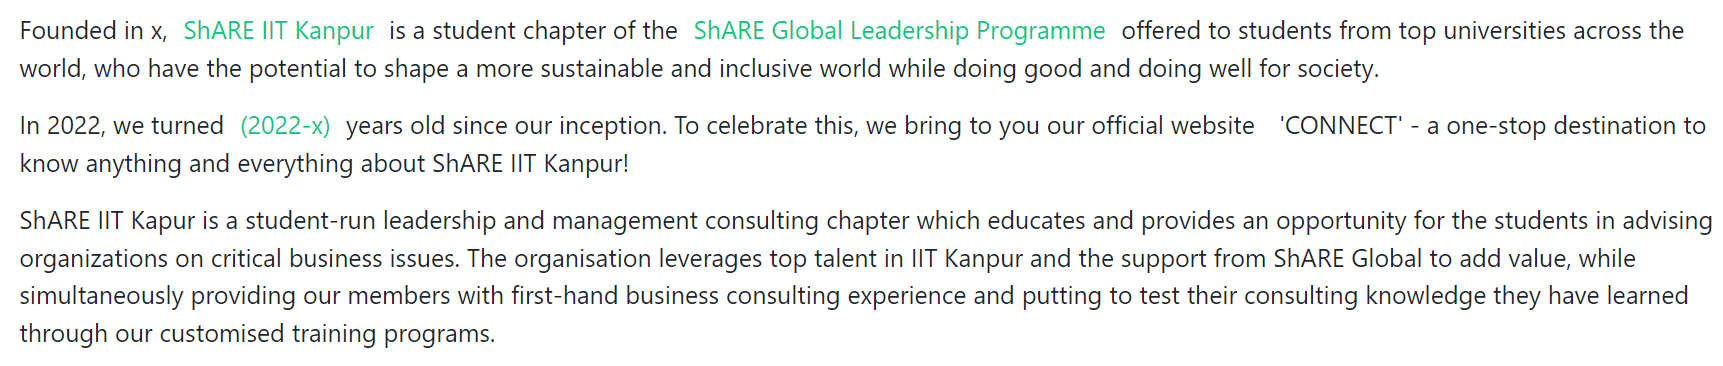 Founded in x, ShARE IIT Kanpur is a student chapter of the ShARE Global Leadership Programme offered to students from top universities across the
world, who have the potential to shape a more sustainable and inclusive world while doing good and doing well for society.
In 2022, we turned (2022-x) years old since our inception. To celebrate this, we bring to you our official website 'CONNECT' - a one-stop destination to
know anything and everything about ShARE IIT Kanpur!
ShARE IIT Kapur is a student-run leadership and management consulting chapter which educates and provides an opportunity for the students in advising
organizations on critical business issues. The organisation leverages top talent in IIT Kanpur and the support from ShARE Global to add value, while
simultaneously providing our members with first-hand business consulting experience and putting to test their consulting knowledge they have learned
through our customised training programs.